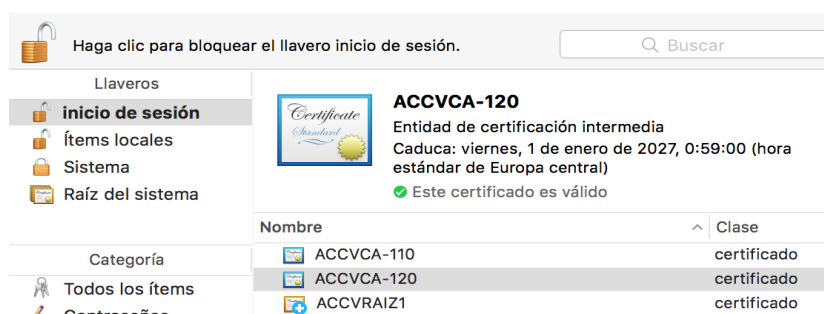 Haga clic para bloquear el llavero inicio de sesión.
Buscar
Llaveros
inicio de sesión
Ítems locales
Sistema
Raíz del sistema
Certificate
Standard
ACCVCA-120
Entidad de certificación intermedia
Caduca: viernes, 1 de enero de 2027, 0:59:00 (hora
estándar de Europa central)
Este certificado es válido
Nombre
Clase
ACCVCA-110
certificado
ACCVCA-120
certificado
ACCVRAIZ1
certificado
Categoría
Todos los ítems